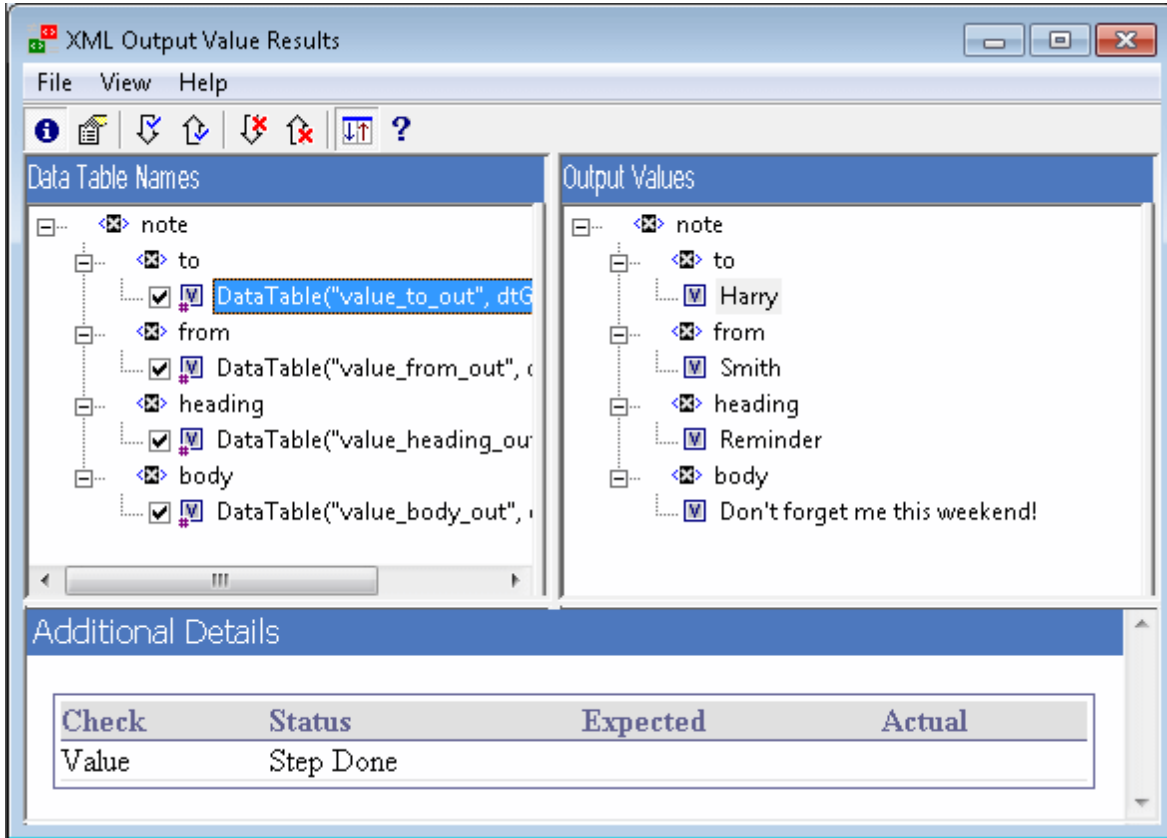 XML Output Value Results
File View Help
Data Table Names
note
to
DataTable("value_to_out", dtG
from
DataTable("value_from_out",
heading
DataTable("value_heading_ou
body
DataTable("value_body_out",
Output Values
note
to
Harry
from
Smith
heading
Reminder
body
Don't forget me this weekend!
Additional Details
Check Status Expected Actual
Value Step Done